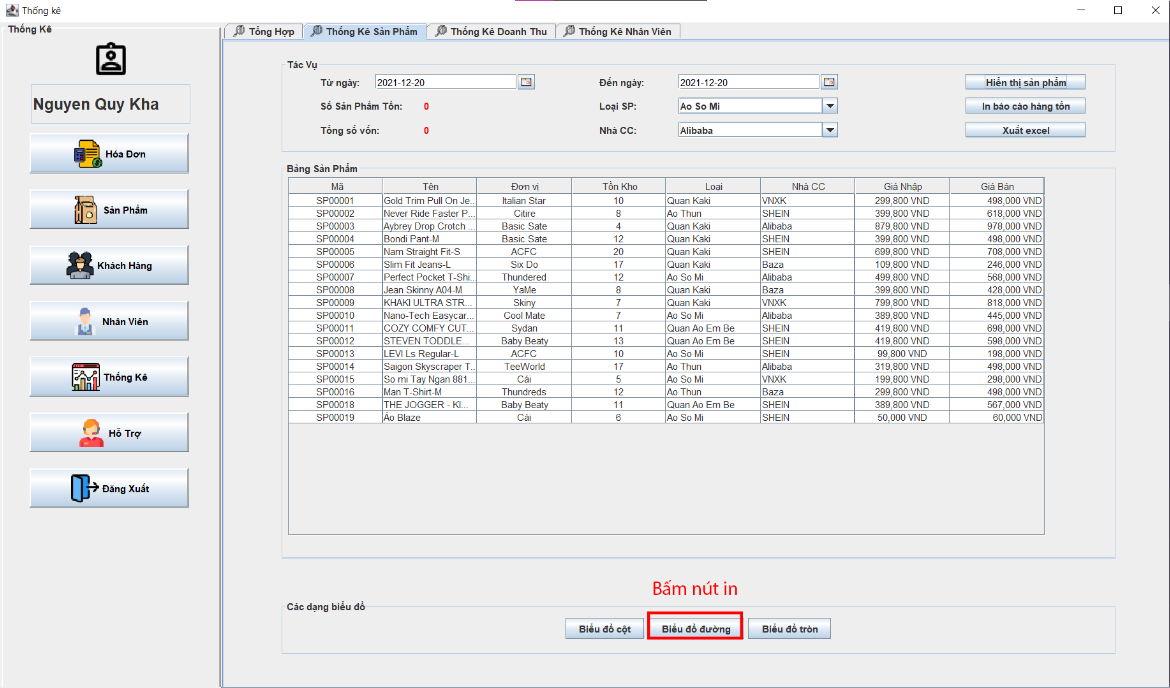 Thống kê
Thống Kê
Nguyen Quy Kha
Hóa Đơn
Sản Phẩm
Khách Hàng
Nhân Viên
Thống Kê
Hỗ Trợ
Đăng Xuất
Tổng Hợp Thống Kê Sản Phẩm Thống Kê Doanh Thu Thống Kê Nhân Viên
Tác Vụ
Từ ngày: 2021-12-20 Đến ngày: 2021-12-20 Hiển thị sản phẩm
Số Sản Phẩm Tồn: 0 Loại SP: Ao So Mi In báo cáo hàng tồn
Tổng số vốn: 0 Nhà CC: Alibaba Xuất excel
Bảng Sản Phẩm
Mã Tên Đơn vị Tồn Kho Loại Nhà CC Giá Nhập Giá Bán
SP00001 Gold Trim Pull On Je... Italian Star 10 Quan Kaki VNXK 299,800 VND 498,000 VND
SP00002 Never Ride Faster P... Citire 8 Ao Thun SHEIN 399,800 VND 618,000 VND
SP00003 Aybrey Drop Crotch ... Basic Sate 4 Quan Kaki Alibaba 879,800 VND 978,000 VND
SP00004 Bondi Pant-M Basic Sate 12 Quan Kaki SHEIN 399,800 VND 498,000 VND
SP00005 Nam Straight Fit-S ACFC 20 Quan Kaki SHEIN 699,800 VND 708,000 VND
SP00006 Slim Fit Jeans-L Six Do 17 Quan Kaki Baza 109,800 VND 246,000 VND
SP00007 Perfect Pocket T-Shi... Thundered 12 Ao So Mi Alibaba 499,800 VND 568,000 VND
SP00008 Jean Skinny A04-M YaMe 8 Quan Kaki Baza 399,800 VND 428,000 VND
SP00009 KHAKI ULTRA STR... Skiny 7 Quan Kaki VNXK 799,800 VND 818,000 VND
SP00010 Nano-Tech Easycar... Cool Mate 7 Ao So Mi Alibaba 389,800 VND 445,000 VND
SP00011 COZY COMFY CUT... Sydan 11 Quan Ao Em Be SHEIN 419,800 VND 698,000 VND
SP00012 STEVEN TODDLE... Baby Beaty 13 Quan Ao Em Be SHEIN 419,800 VND 598,000 VND
SP00013 LEVI Ls Regular-L ACFC 10 Ao So Mi SHEIN 99,800 VND 198,000 VND
SP00014 Saigon Skyscraper T... TeeWorld 17 Ao Thun Alibaba 319,800 VND 498,000 VND
SP00015 So mi Tay Ngan 881... Cái 5 Ao So Mi VNXK 199,800 VND 298,000 VND
SP00016 Man T-Shirt-M Thundreds 12 Ao Thun Baza 299,800 VND 498,000 VND
SP00018 THE JOGGER - KI... Baby Beaty 11 Quan Ao Em Be SHEIN 389,800 VND 567,000 VND
SP00019 Áo Blaze Cái 6 Ao So Mi SHEIN 50,000 VND 60,000 VND
Bấm nút in
Các dạng biểu đồ
Biểu đồ cột Biểu đồ đường Biểu đồ tròn